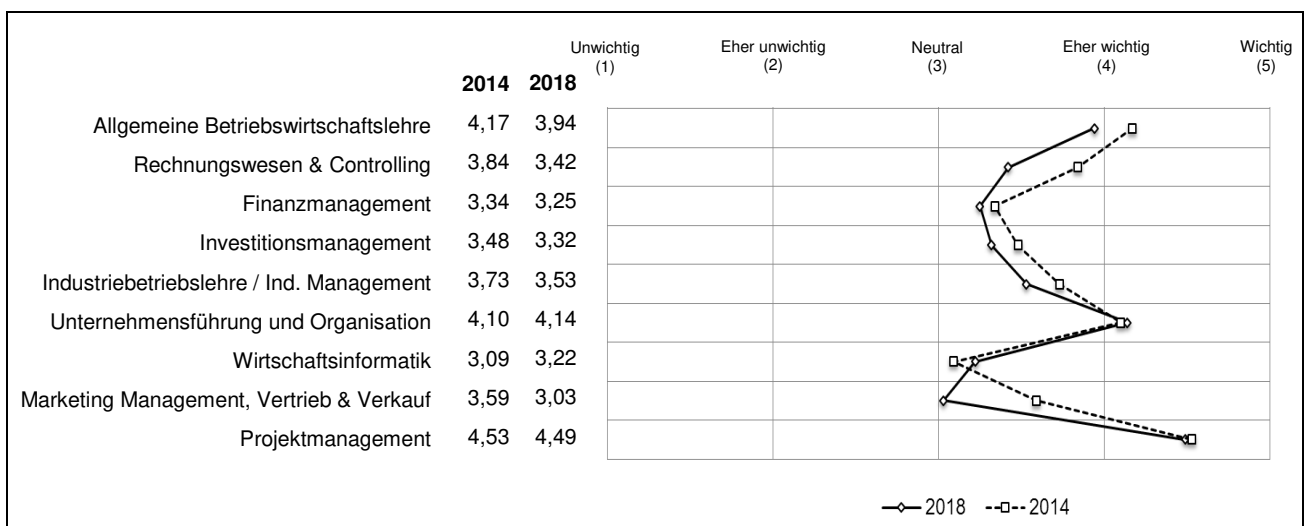 Unwichtig Eher unwichtig Neutral Eher wichtig Wichtig
(1) (2) (3) (4) (5)
2014 2018
Allgemeine Betriebswirtschaftslehre 4,17 3,94
Rechnungswesen & Controlling 3,84 3,42
Finanzmanagement 3,34 3,25
Investitionsmanagement 3,48 3,32
Industriebetriebslehre / Ind. Management 3,73 3,53
Unternehmensführung und Organisation 4,10 4,14
Wirtschaftsinformatik 3,09 3,22
Marketing Management, Vertrieb & Verkauf 3,59 3,03
Projektmanagement 4,53 4,49
2018 2014